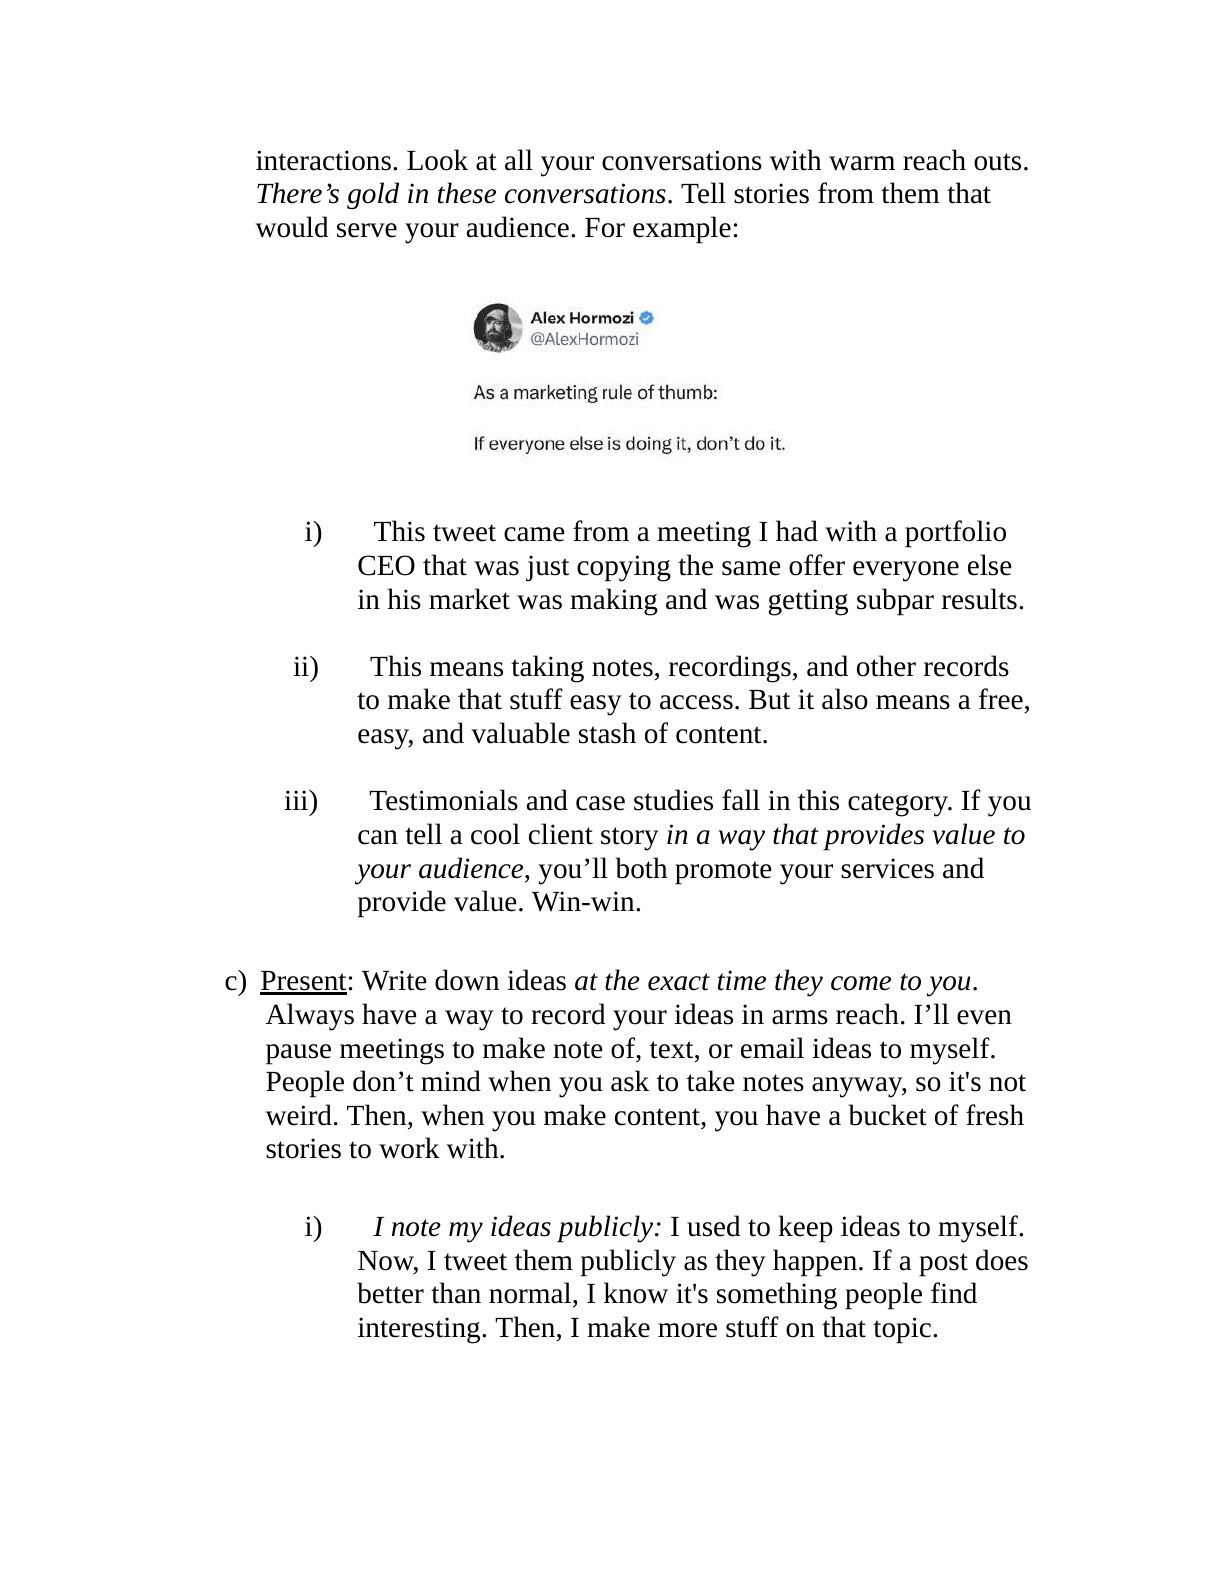 interactions. Look at all your conversations with warm reach outs.
There’s gold in these conversations. Tell stories from them that
would serve your audience. For example:
Alex Hormozi
@AlexHormozi
As a marketing rule of thumb:
If everyone else is doing it, don’t do it.
i) This tweet came from a meeting I had with a portfolio
CEO that was just copying the same offer everyone else
in his market was making and was getting subpar results.
ii) This means taking notes, recordings, and other records
to make that stuff easy to access. But it also means a free,
easy, and valuable stash of content.
iii) Testimonials and case studies fall in this category. If you
can tell a cool client story in a way that provides value to
your audience, you’ll both promote your services and
provide value. Win-win.
c) Present: Write down ideas at the exact time they come to you.
Always have a way to record your ideas in arms reach. I’ll even
pause meetings to make note of, text, or email ideas to myself.
People don’t mind when you ask to take notes anyway, so it's not
weird. Then, when you make content, you have a bucket of fresh
stories to work with.
i) I note my ideas publicly: I used to keep ideas to myself.
Now, I tweet them publicly as they happen. If a post does
better than normal, I know it's something people find
interesting. Then, I make more stuff on that topic.